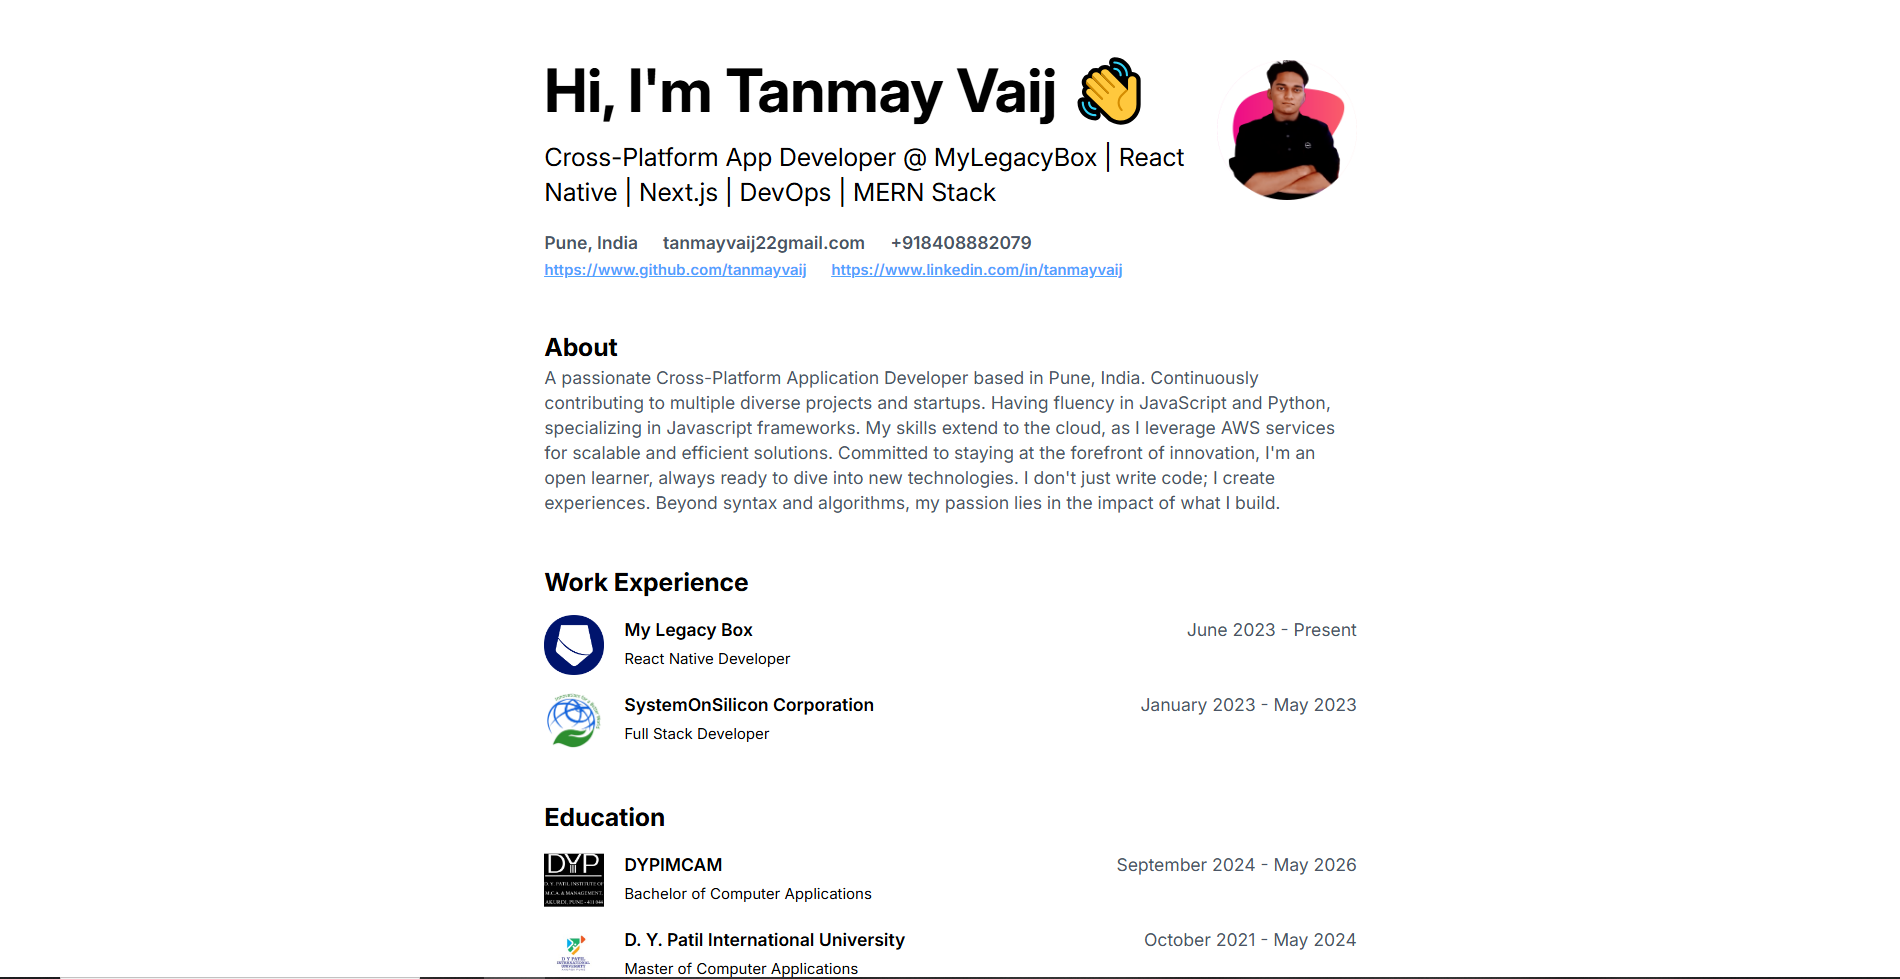 Hi, I'm Tanmay Vaij 👋
Cross-Platform App Developer @ MyLegacyBox | React
Native | Next.js | DevOps | MERN Stack
Pune, India tanmayvaij22gmail.com +918408882079
https://www.github.com/tanmayvaij https://www.linkedin.com/in/tanmayvaij
About
A passionate Cross-Platform Application Developer based in Pune, India. Continuously
contributing to multiple diverse projects and startups. Having fluency in JavaScript and Python,
specializing in Javascript frameworks. My skills extend to the cloud, as I leverage AWS services
for scalable and efficient solutions. Committed to staying at the forefront of innovation, I'm an
open learner, always ready to dive into new technologies. I don't just write code; I create
experiences. Beyond syntax and algorithms, my passion lies in the impact of what I build.
Work Experience
My Legacy Box June 2023 - Present
React Native Developer
SystemOnSilicon Corporation January 2023 - May 2023
Full Stack Developer
Education
DYP
D. Y. PATIL INSTITUTE OF
M.C.A. & MANAGEMENT,
AKURDI, PUNE - 411 044
DYPIMCAM September 2024 - May 2026
Bachelor of Computer Applications
D Y PATIL
INTERNATIONAL
UNIVERSITY
D. Y. Patil International University October 2021 - May 2024
Master of Computer Applications